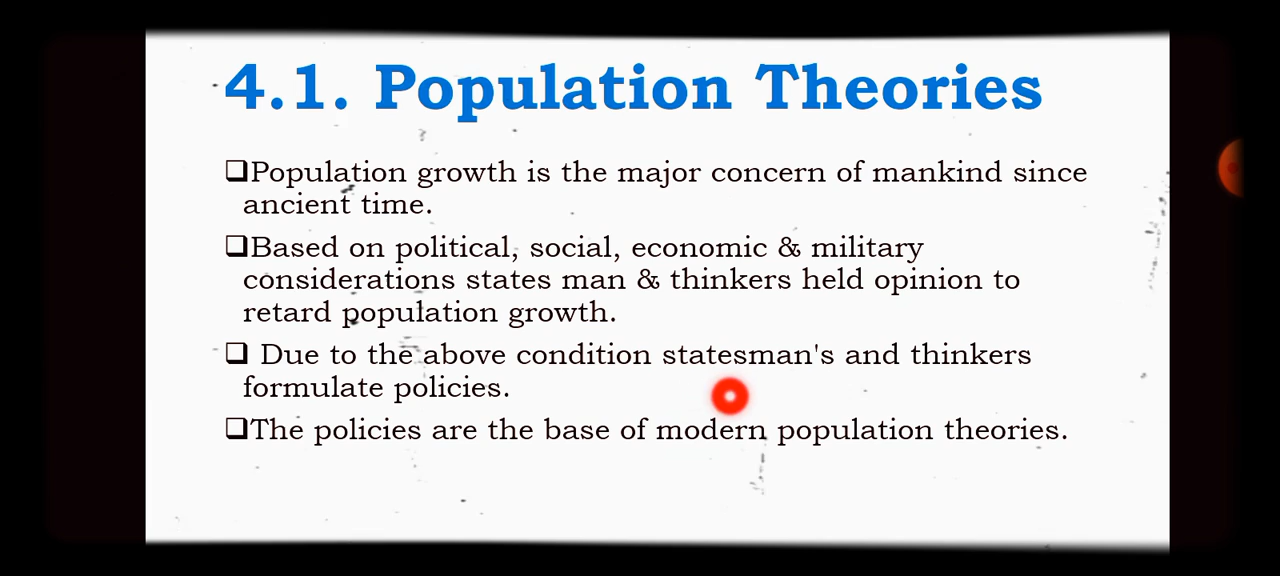 4.1. Population Theories
❑Population growth is the major concern of mankind since
ancient time.
❑Based on political, social, economic & military
considerations states man & thinkers held opinion to
retard population growth.
❑ Due to the above condition statesman's and thinkers
formulate policies.
❑The policies are the base of modern population theories.